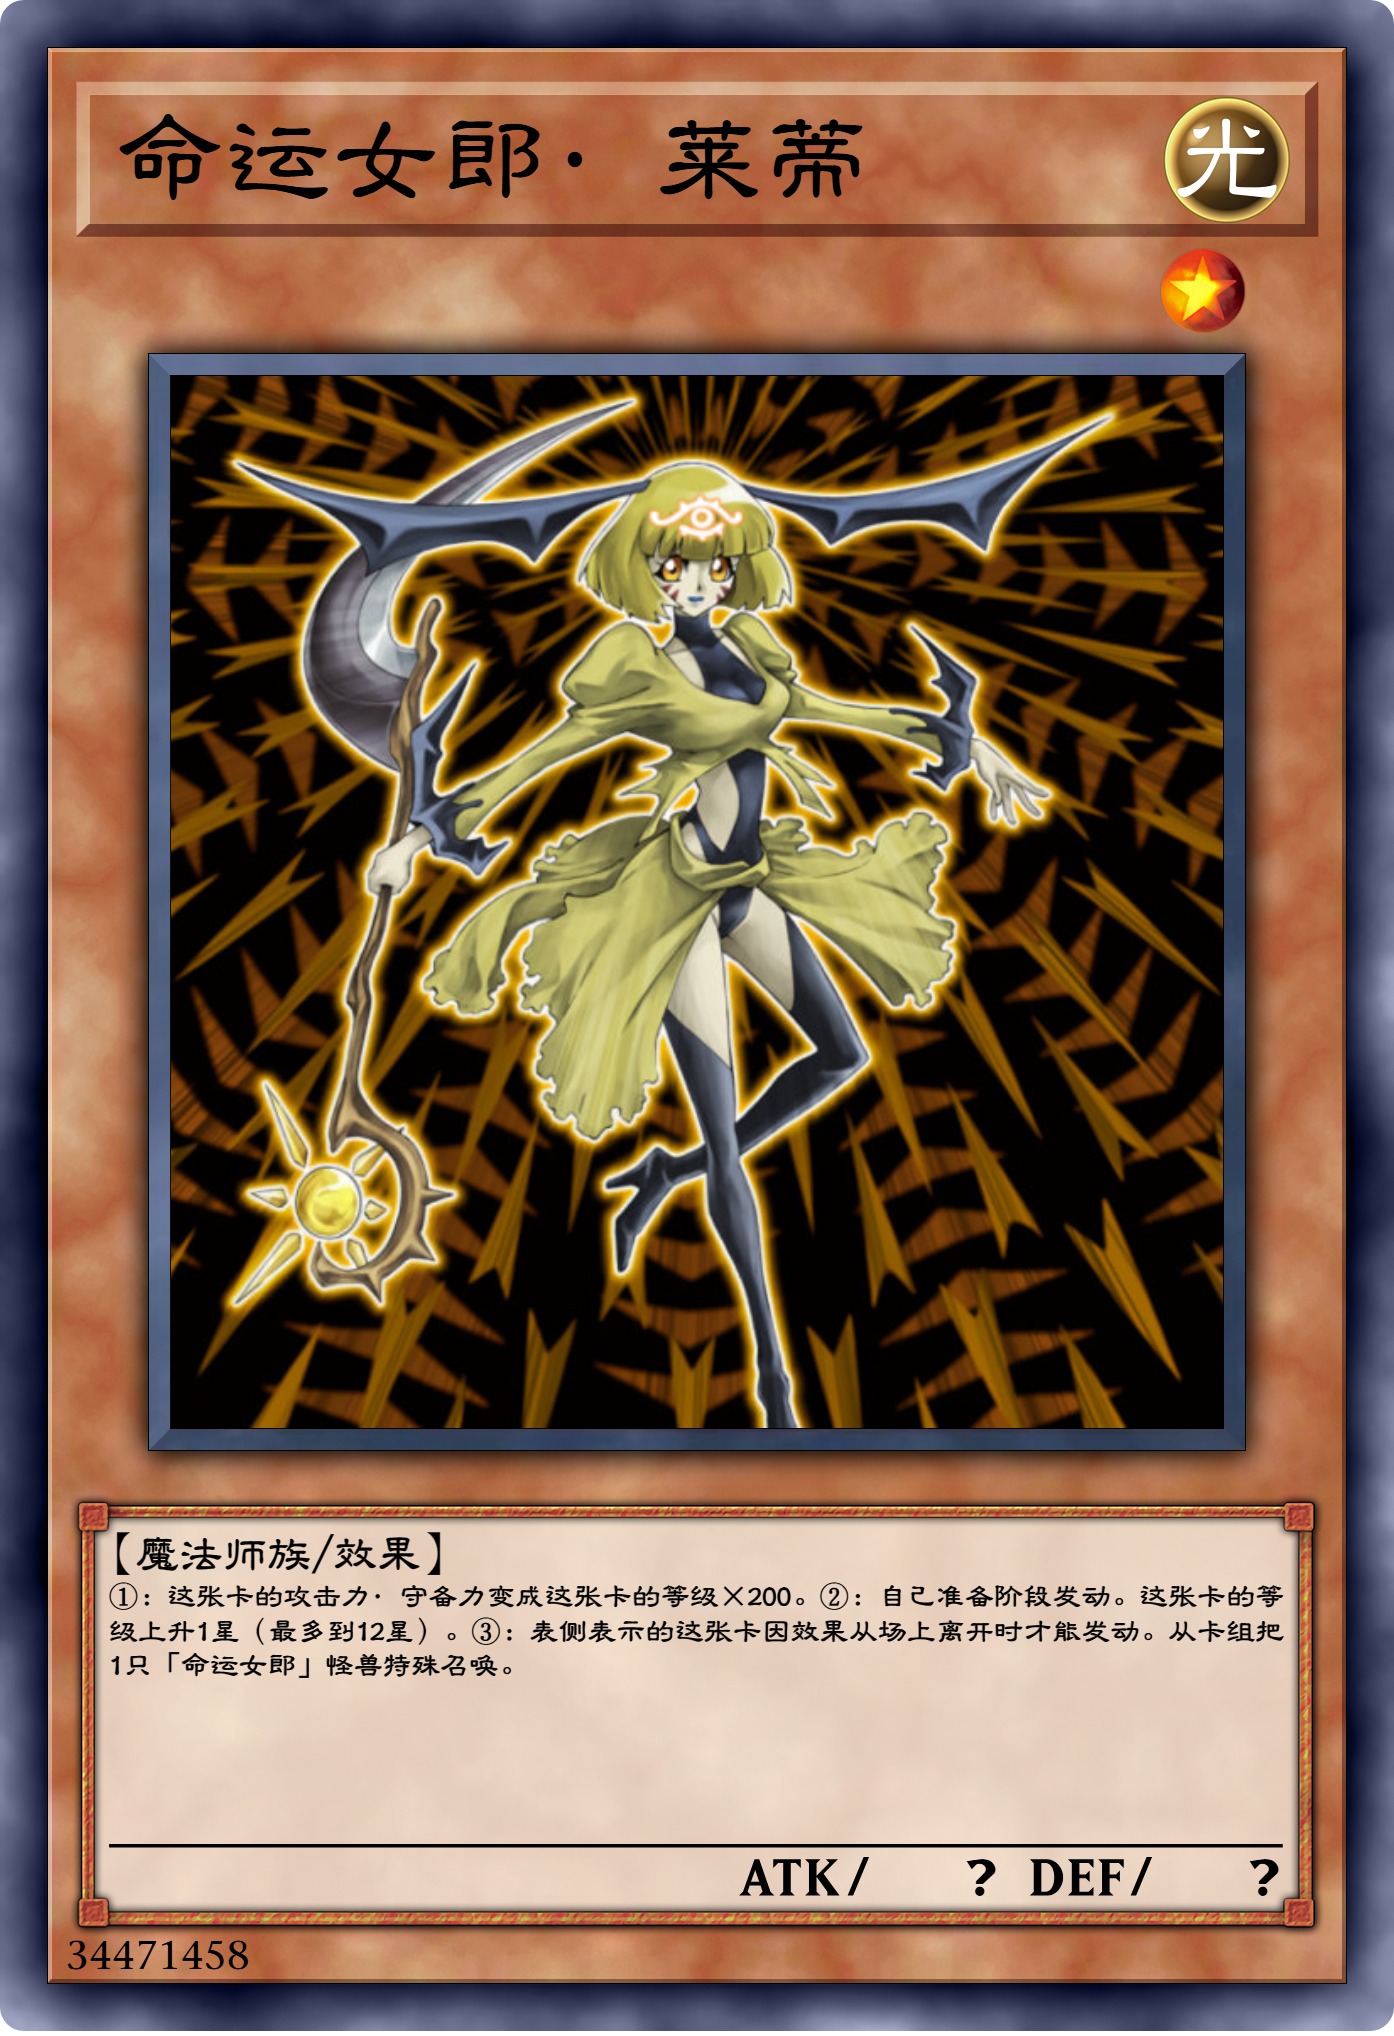 命运女郎· 莱蒂
光
【魔法师族/效果】
①：这张卡的攻击力·守备力变成这张卡的等级×200。②：自己准备阶段发动。这张卡的等
级上升1星（最多到12星）。③：表侧表示的这张卡因效果从场上离开时才能发动。从卡组把
1只「命运女郎」怪兽特殊召唤。
ATK/ ? DEF/ ?
34471458